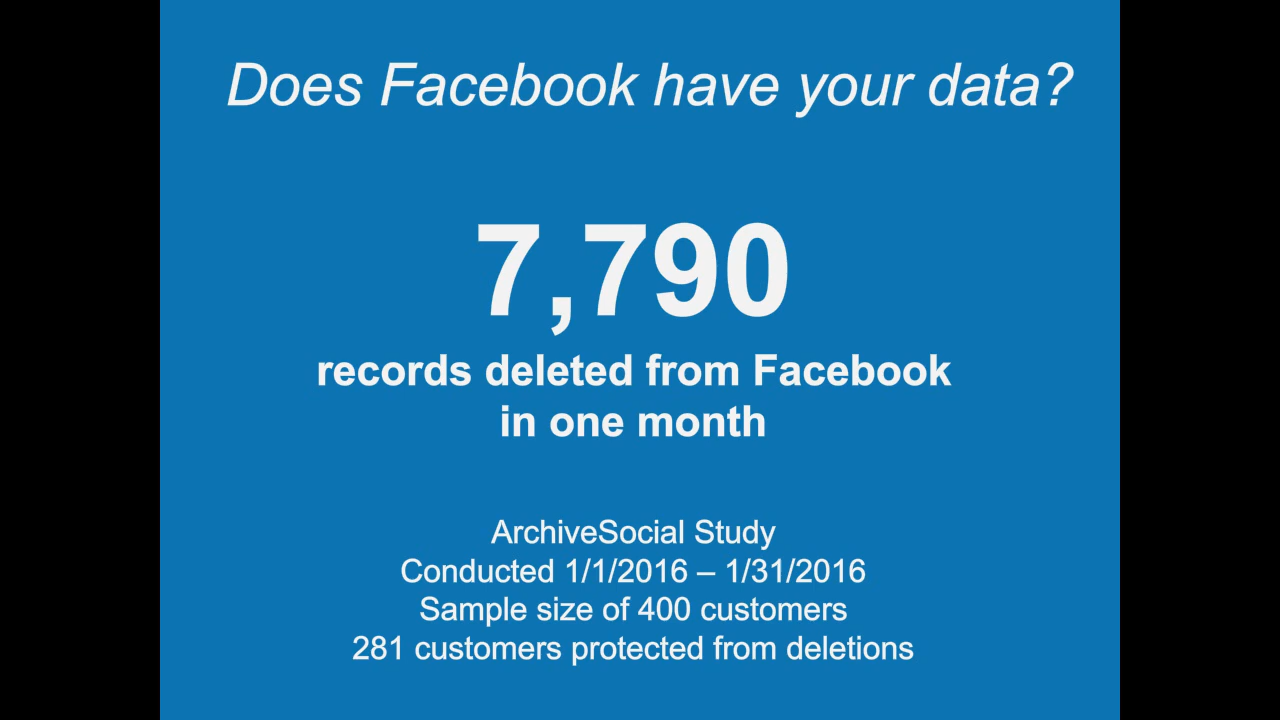 Does Facebook have your data?
7,790
records deleted from Facebook
in one month
ArchiveSocial Study
Conducted 1/1/2016 – 1/31/2016
Sample size of 400 customers
281 customers protected from deletions